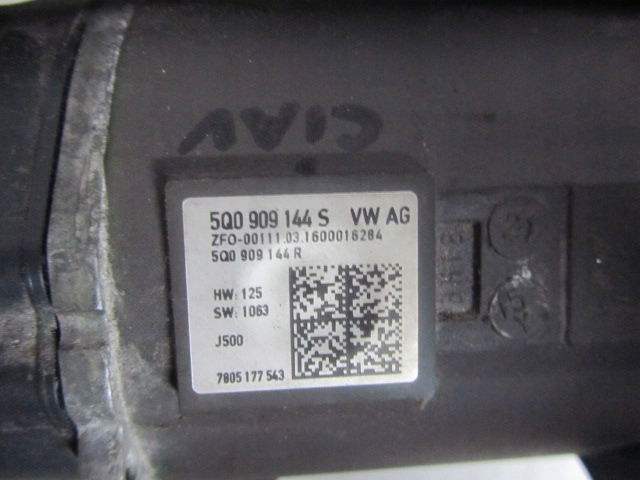 5Q0 909 144 S VW AG
ZFO-00111.03.1600016284
5Q0 909 144 R
HW: 125
SW: 1063
J500
7805 177 543